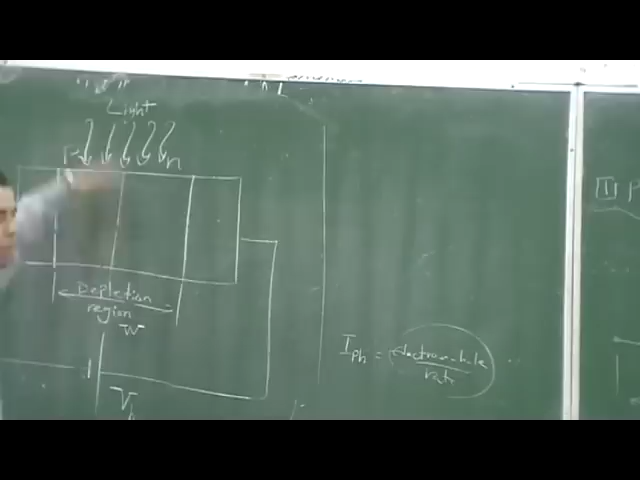 Light
P n
Depletion
region
W
I_Ph = electron-hole
rate